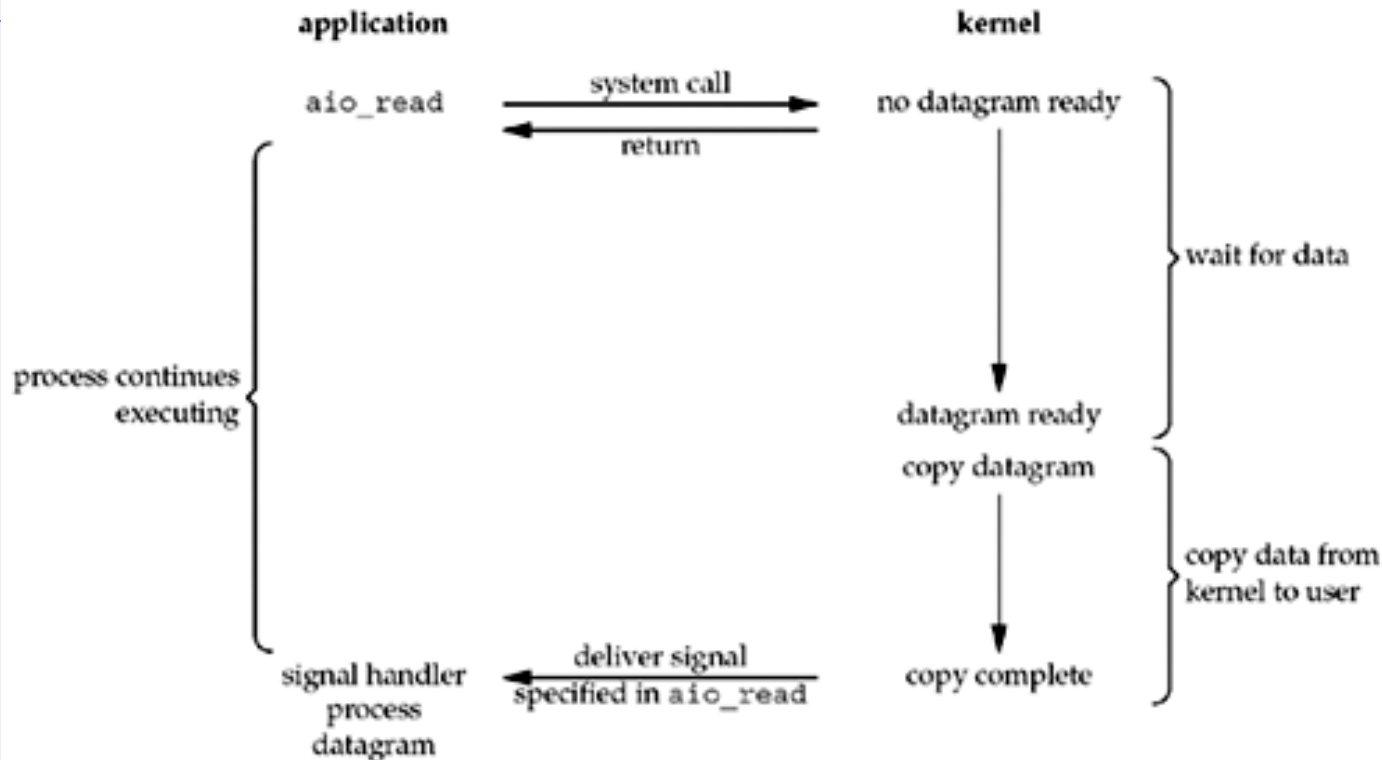 application
kernel
aio_read
system call
no datagram ready
return
wait for data
process continues
executing
datagram ready
copy datagram
copy data from
kernel to user
deliver signal
signal handler
specified in aio_read
copy complete
process
datagram